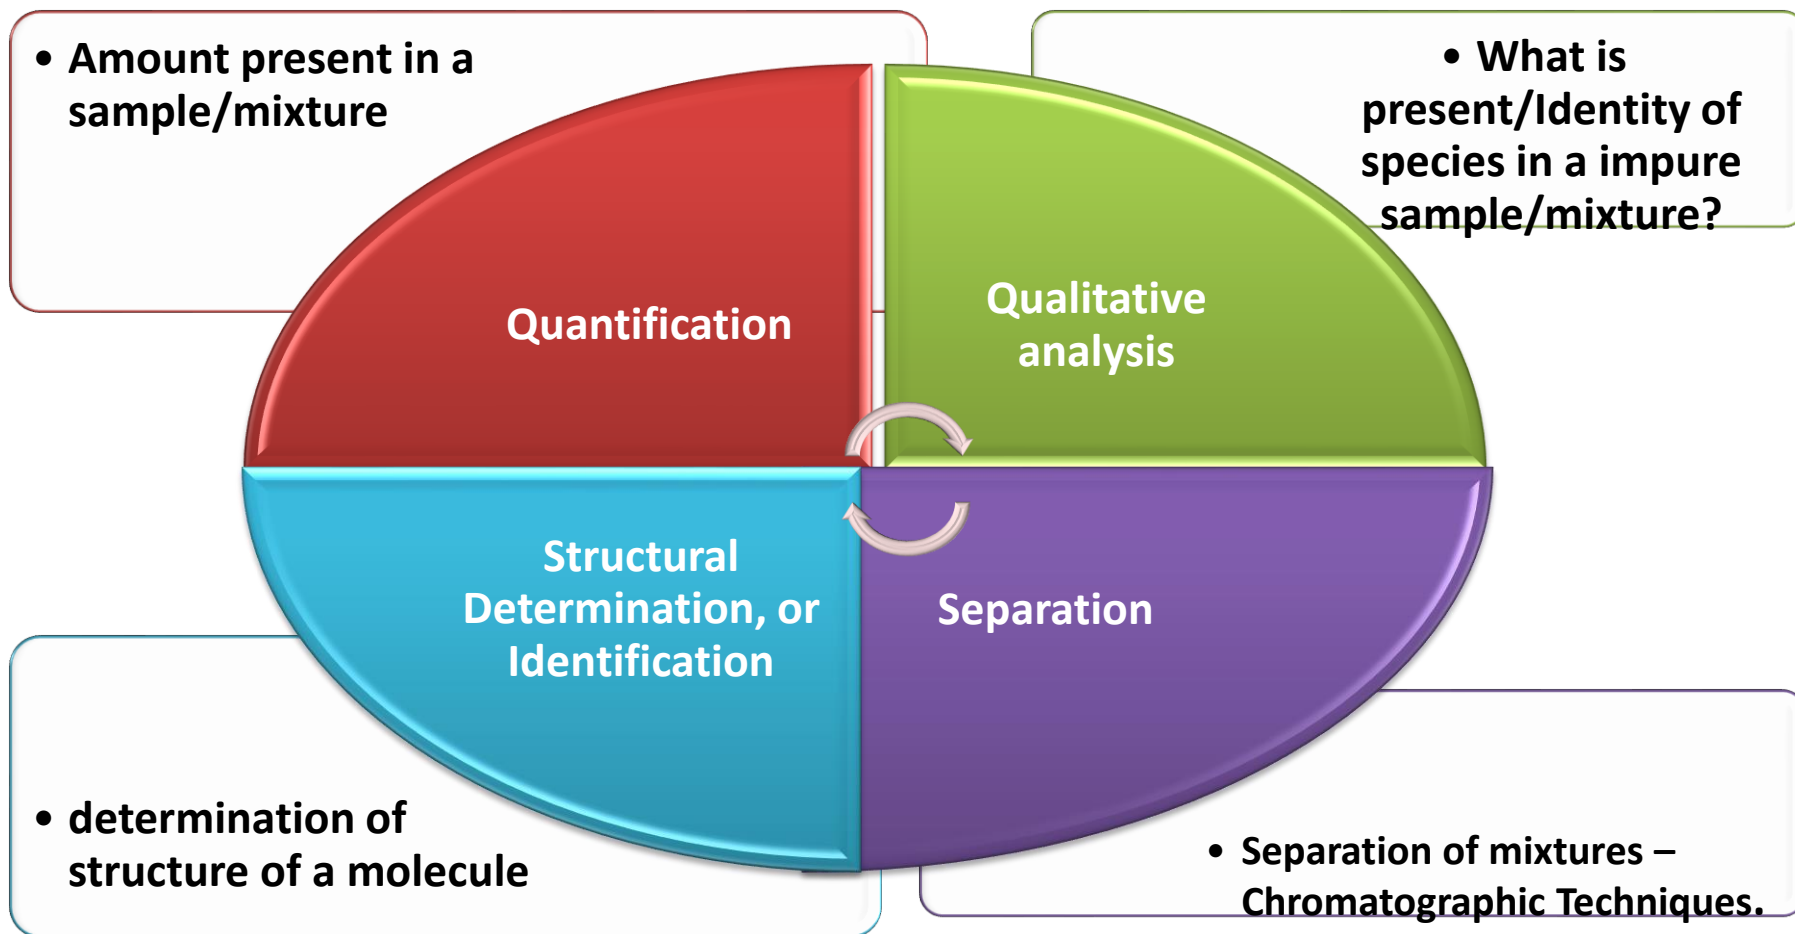 • Amount present in a
sample/mixture
• What is
present/Identity of
species in a impure
sample/mixture?
Quantification
Qualitative
analysis
Structural
Determination, or
Identification
Separation
• determination of
structure of a molecule
• Separation of mixtures –
Chromatographic Techniques.